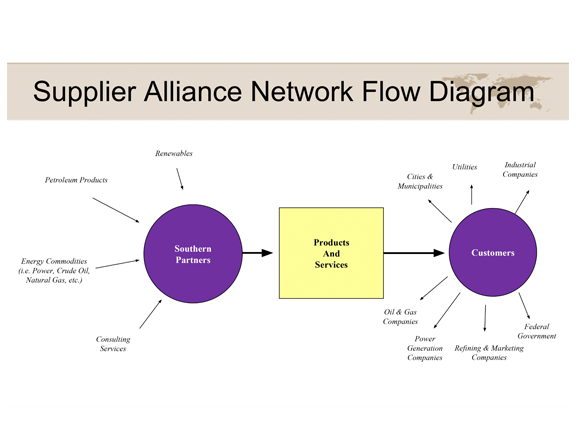 Supplier Alliance Network Flow Diagram
Renewables
Petroleum Products
Energy Commodities
(i.e. Power, Crude Oil,
Natural Gas, etc.)
Consulting
Services
Southern
Partners
Products
And
Services
Customers
Cities &
Municipalities
Utilities
Industrial
Companies
Oil & Gas
Companies
Power
Generation
Companies
Refining & Marketing
Companies
Federal
Government